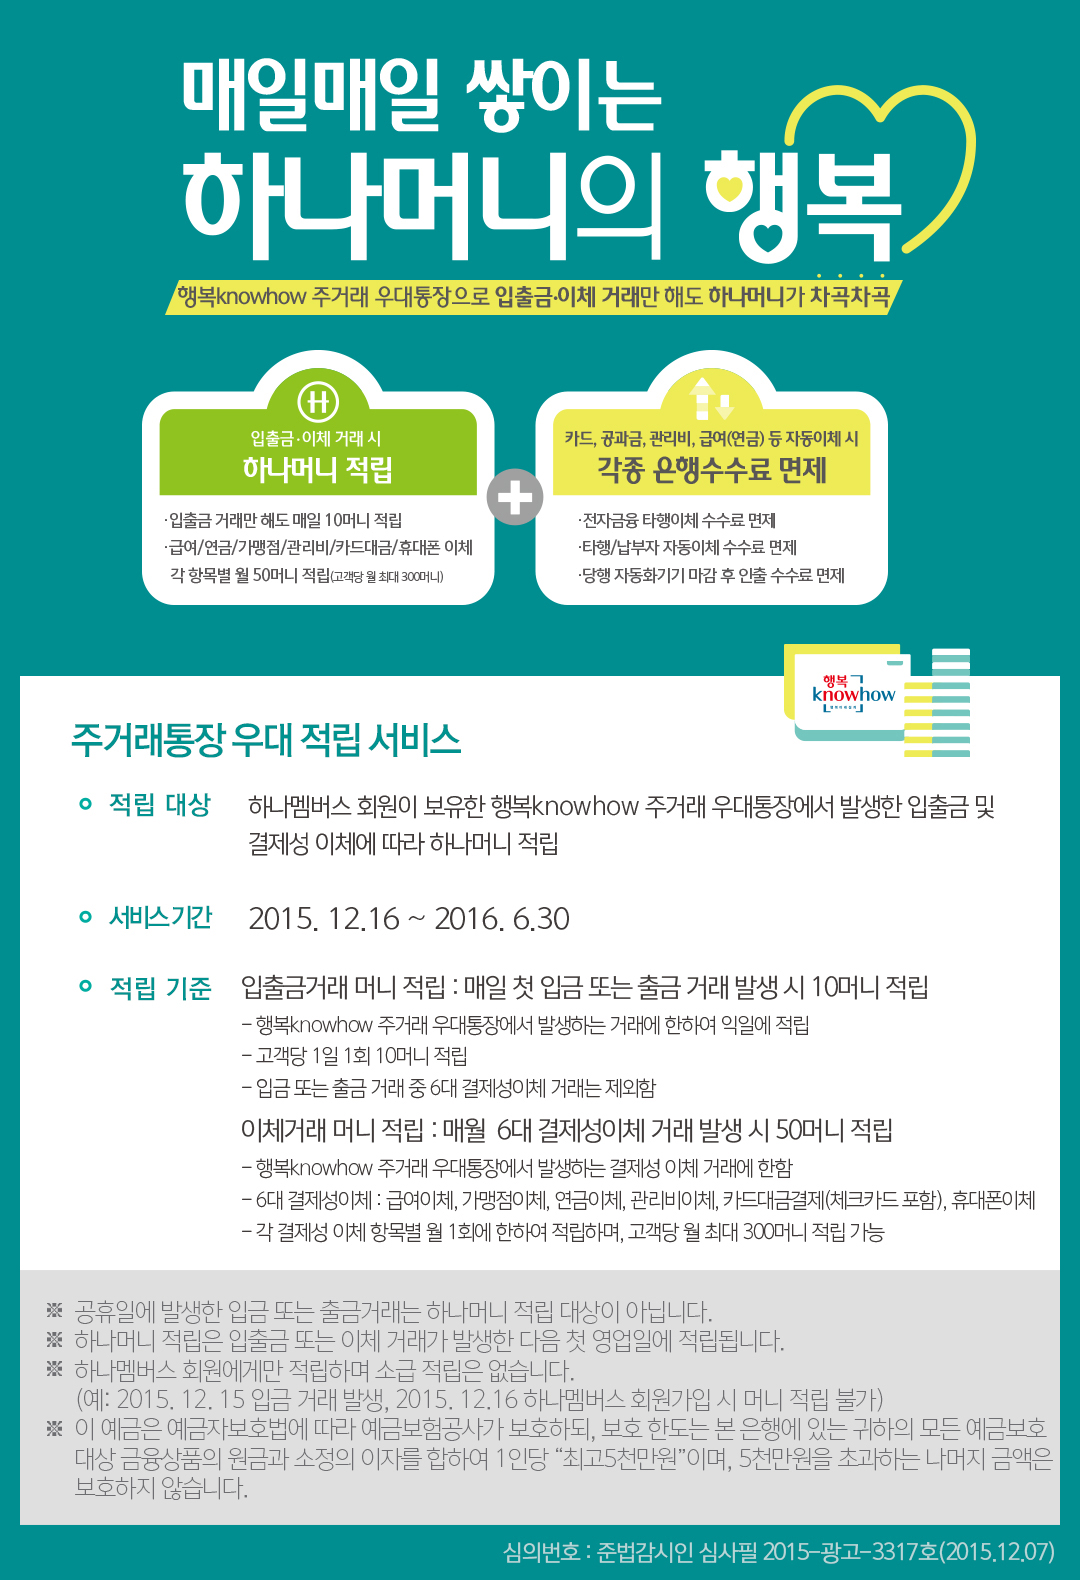 매일매일 쌓이는
하나머니의 행복
행복knowhow 주거래 우대통장으로 입출금·이체 거래만 해도 하나머니가 차곡차곡
입출금·이체 거래 시
하나머니 적립
·입출금 거래만 해도 매일 10머니 적립
·급여/연금/가맹점/관리비/카드대금/휴대폰 이체
각 항목별 월 50머니 적립(고객당 월 최대 300머니)
카드, 공과금, 관리비, 급여(연금) 등 자동이체 시
각종 은행수수료 면제
·전자금융 타행이체 수수료 면제
·타행/납부자 자동이체 수수료 면제
·당행 자동화기기 마감 후 인출 수수료 면제
행복
knowhow
주거래통장 우대 적립 서비스
적립 대상 하나멤버스 회원이 보유한 행복knowhow 주거래 우대통장에서 발생한 입출금 및
결제성 이체에 따라 하나머니 적립
서비스기간 2015. 12.16 ~ 2016. 6.30
적립 기준 입출금거래 머니 적립 : 매일 첫 입금 또는 출금 거래 발생 시 10머니 적립
- 행복knowhow 주거래 우대통장에서 발생하는 거래에 한하여 익일에 적립
- 고객당 1일 1회 10머니 적립
- 입금 또는 출금 거래 중 6대 결제성이체 거래는 제외함
이체거래 머니 적립 : 매월 6대 결제성이체 거래 발생 시 50머니 적립
- 행복knowhow 주거래 우대통장에서 발생하는 결제성 이체 거래에 한함
- 6대 결제성이체 : 급여이체, 가맹점이체, 연금이체, 관리비이체, 카드대금결제(체크카드 포함), 휴대폰이체
- 각 결제성 이체 항목별 월 1회에 한하여 적립하며, 고객당 월 최대 300머니 적립 가능
※ 공휴일에 발생한 입금 또는 출금거래는 하나머니 적립 대상이 아닙니다.
※ 하나머니 적립은 입출금 또는 이체 거래가 발생한 다음 첫 영업일에 적립됩니다.
※ 하나멤버스 회원에게만 적립하며 소급 적립은 없습니다.
(예: 2015. 12. 15 입금 거래 발생, 2015. 12.16 하나멤버스 회원가입 시 머니 적립 불가)
※ 이 예금은 예금자보호법에 따라 예금보험공사가 보호하되, 보호 한도는 본 은행에 있는 귀하의 모든 예금보호
대상 금융상품의 원금과 소정의 이자를 합하여 1인당 “최고5천만원”이며, 5천만원을 초과하는 나머지 금액은
보호하지 않습니다.
심의번호 : 준법감시인 심사필 2015-광고-3317호(2015.12.07)